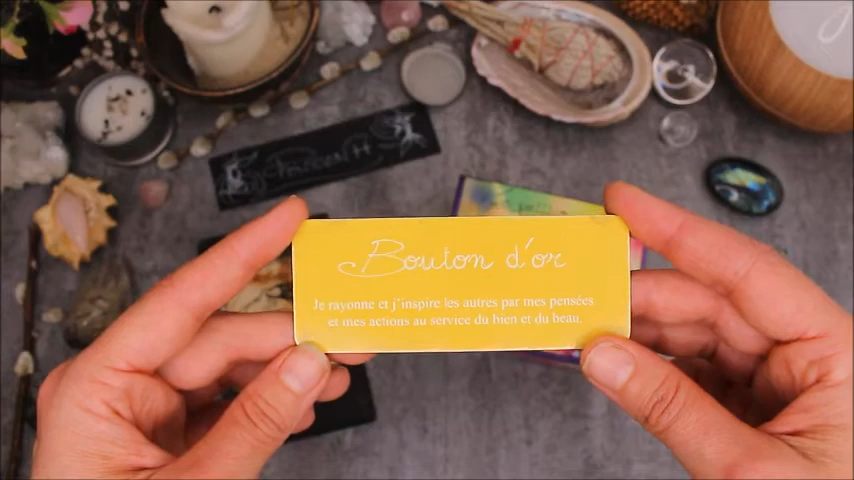 Bouton d'or
Je rayonne et j'inspire les autres par mes pensées
et mes actions au service du bien et du beau.